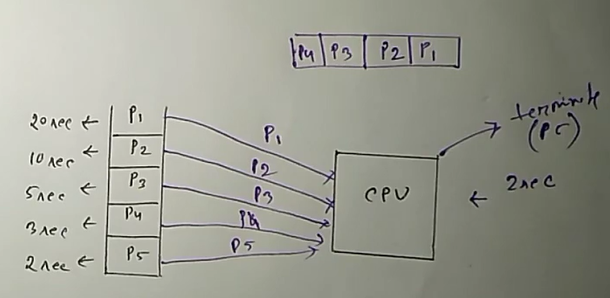 P4 P3 P2 P1
20 sec ← P1
10 sec ← P2
5 sec ← P3
3 sec ← P4
2 sec ← P5
P1
P2
P3
P4
P5
CPU
terminate
(PC)
← 2 sec